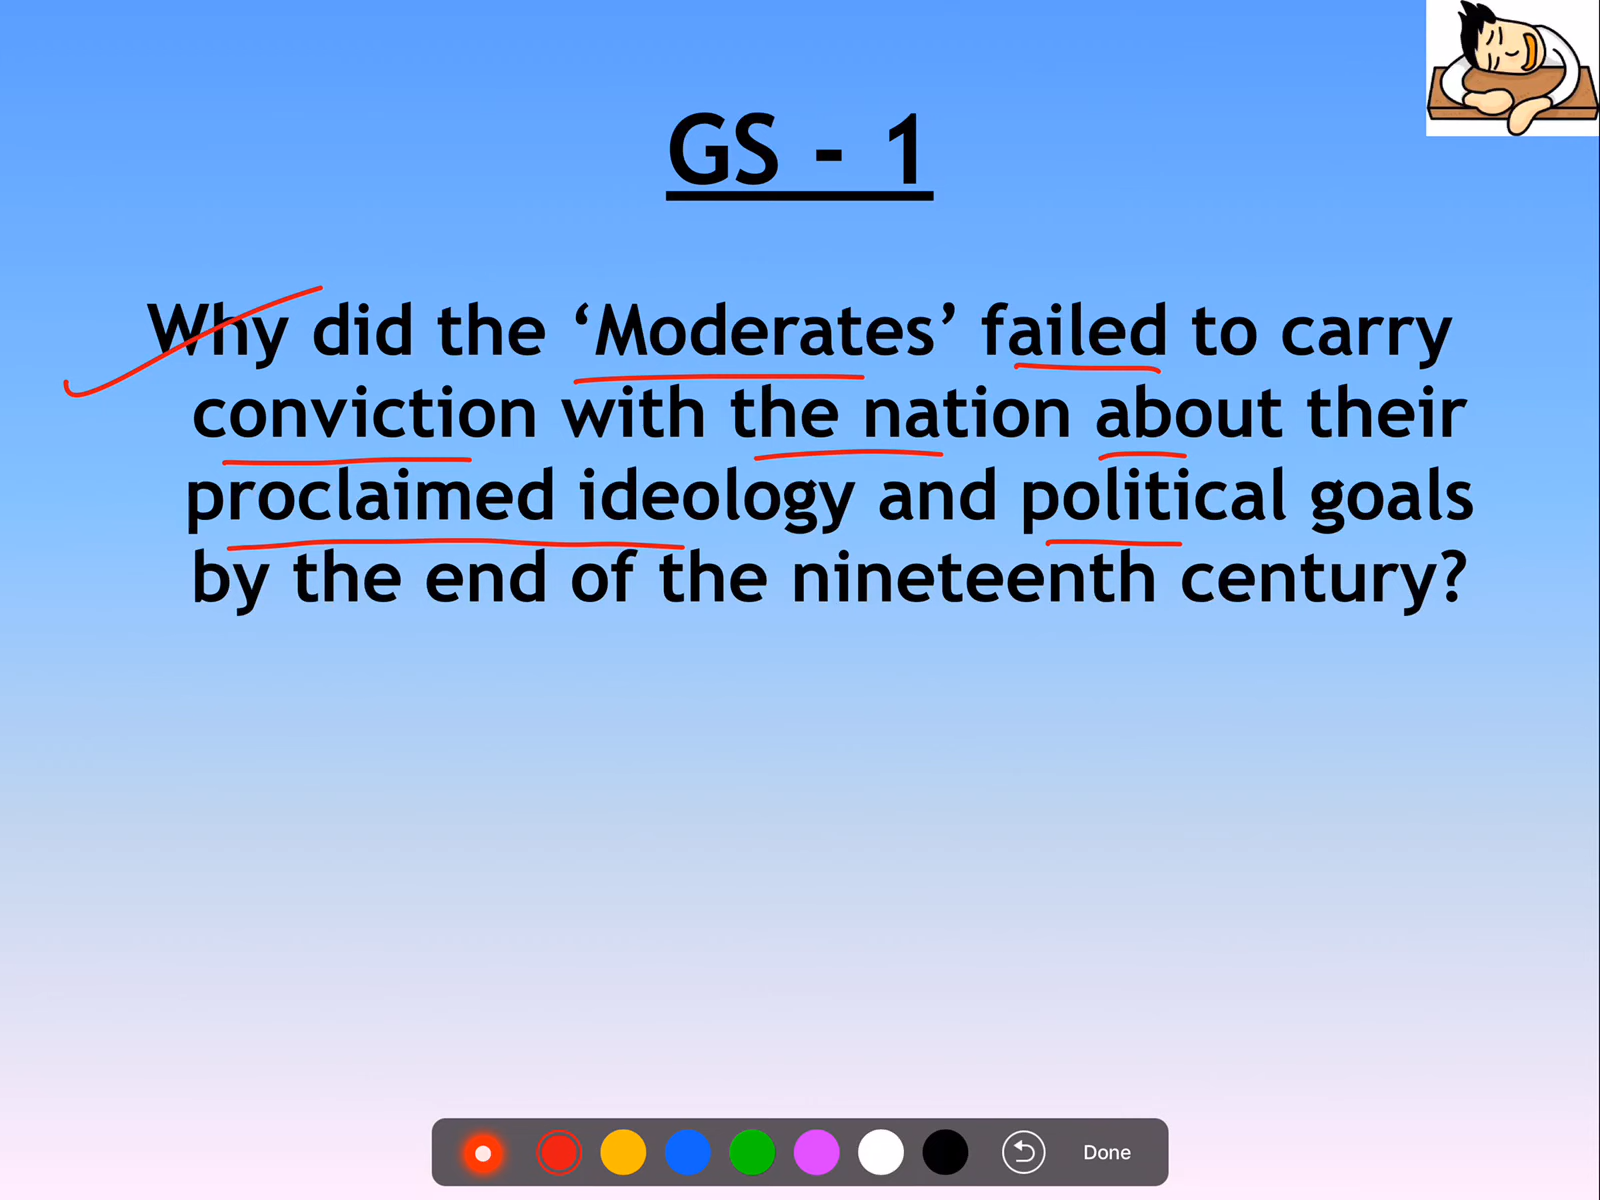 GS - 1
Why did the ‘Moderates’ failed to carry
conviction with the nation about their
proclaimed ideology and political goals
by the end of the nineteenth century?
Done